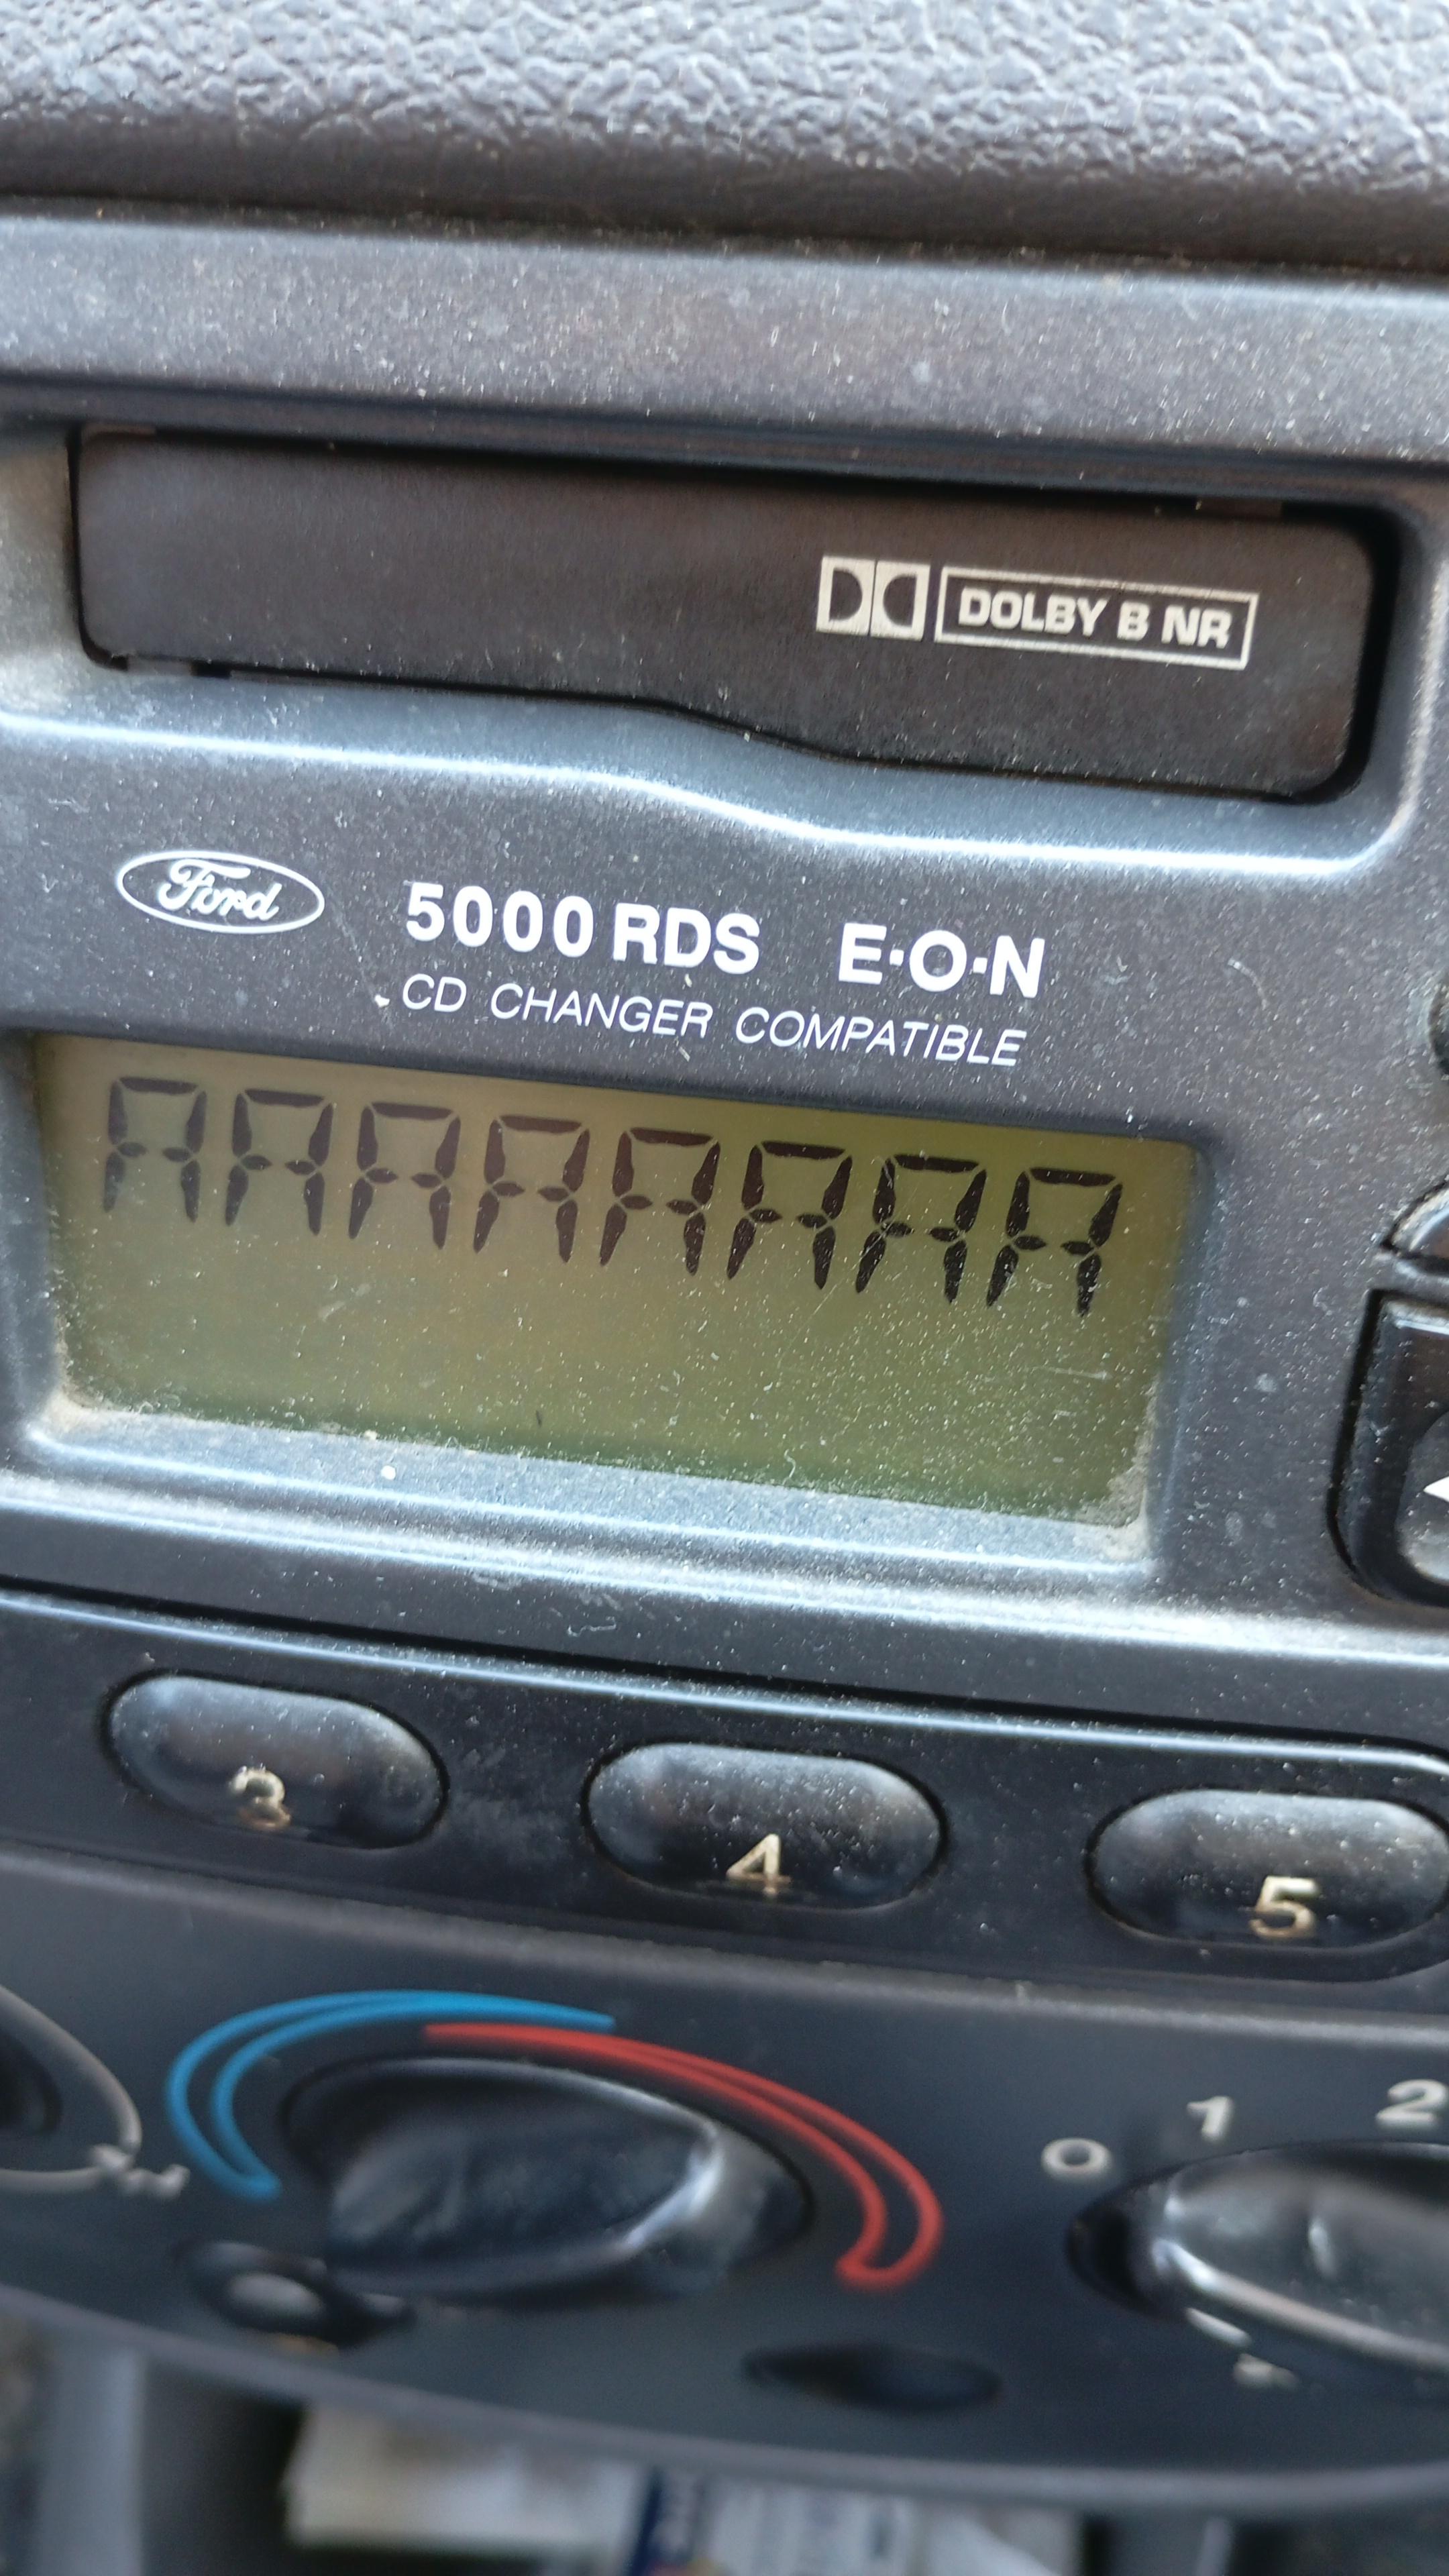 DOLBY B NR
Ford
5000 RDS E·O·N
CD CHANGER COMPATIBLE
AAAAAAAA
3 4 5
0 1 2